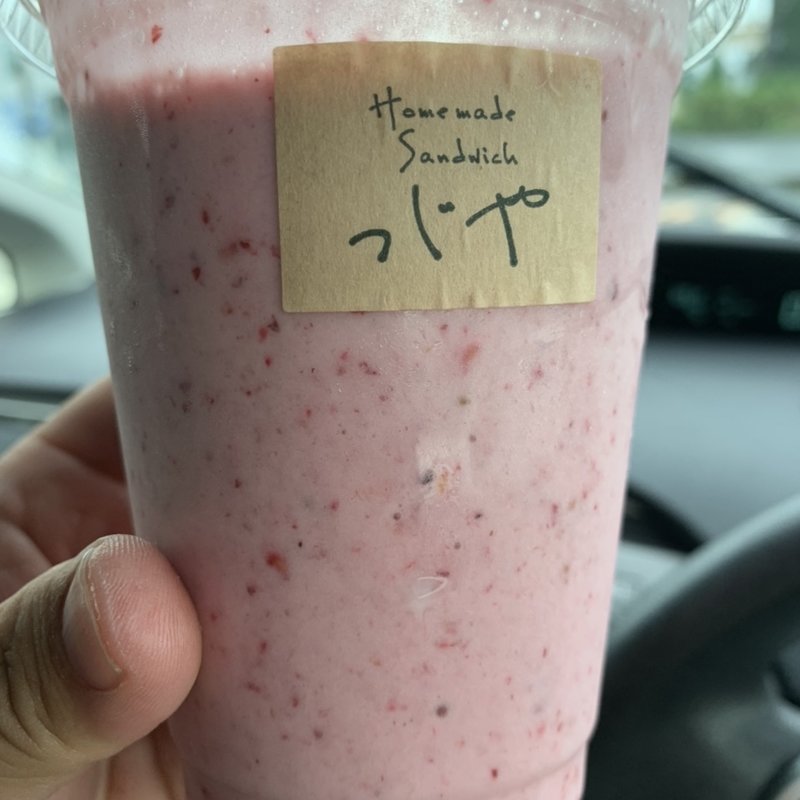 Homemade
Sandwich
つじや